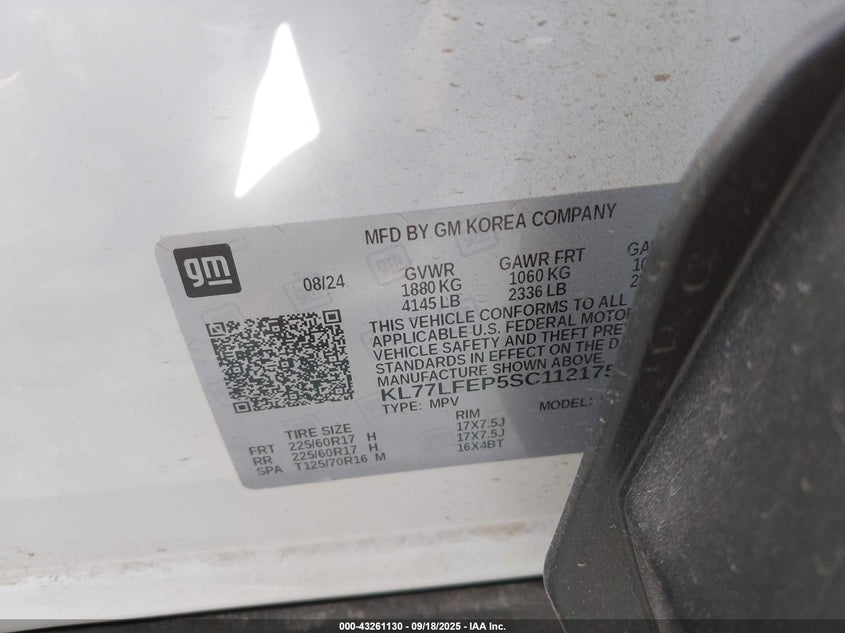 MFD BY GM KOREA COMPANY
gm
08/24
GVWR
1880 KG
4145 LB
GAWR FRT
1060 KG
2336 LB
THIS VEHICLE CONFORMS TO ALL
APPLICABLE U.S. FEDERAL MOTOR
VEHICLE SAFETY AND THEFT PREV
STANDARDS IN EFFECT ON THE D
MANUFACTURE SHOWN ABOVE.
KL77LFEP5SC112175
TYPE: MPV MODEL:
TIRE SIZE RIM
FRT 225/60R17 H 17X7.5J
RR 225/60R17 H 17X7.5J
SPA T125/70R16 M 16X4BT
000-43261130 - 09/18/2025 - IAA Inc.